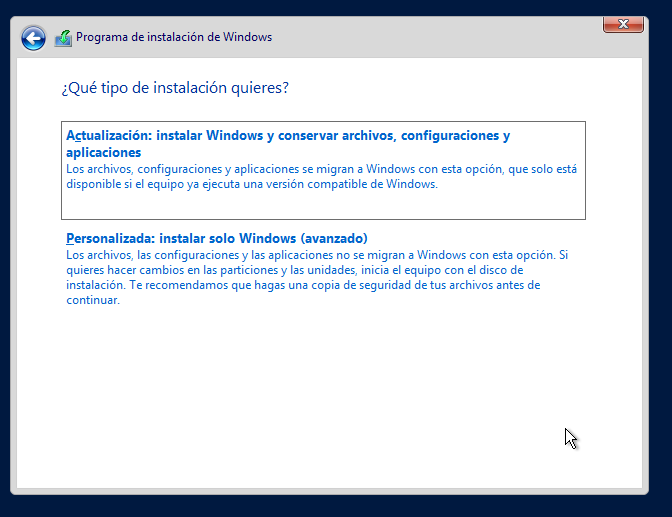 Programa de instalación de Windows
¿Qué tipo de instalación quieres?
Actualización: instalar Windows y conservar archivos, configuraciones y
aplicaciones
Los archivos, configuraciones y aplicaciones se migran a Windows con esta opción, que solo está
disponible si el equipo ya ejecuta una versión compatible de Windows.
Personalizada: instalar solo Windows (avanzado)
Los archivos, las configuraciones y las aplicaciones no se migran a Windows con esta opción. Si
quieres hacer cambios en las particiones y las unidades, inicia el equipo con el disco de
instalación. Te recomendamos que hagas una copia de seguridad de tus archivos antes de
continuar.